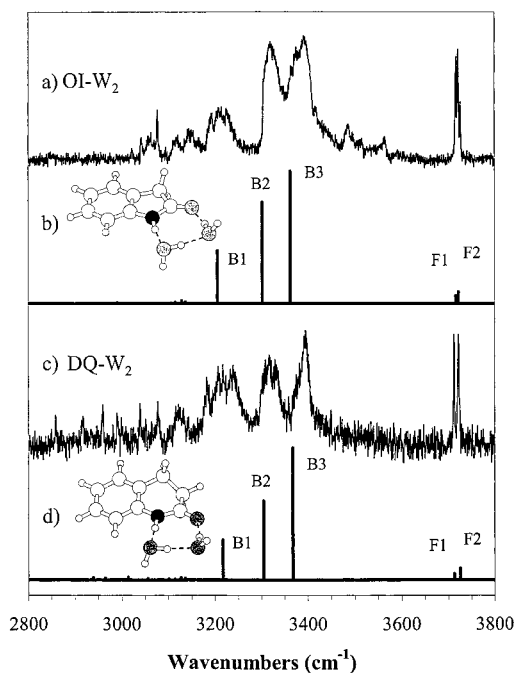 a) OI-W₂
B2
B3
b)
B1
F1
F2
c) DQ-W₂
B3
B2
d)
B1
F1
F2
2800
3000
3200
3400
3600
3800
Wavenumbers (cm⁻¹)